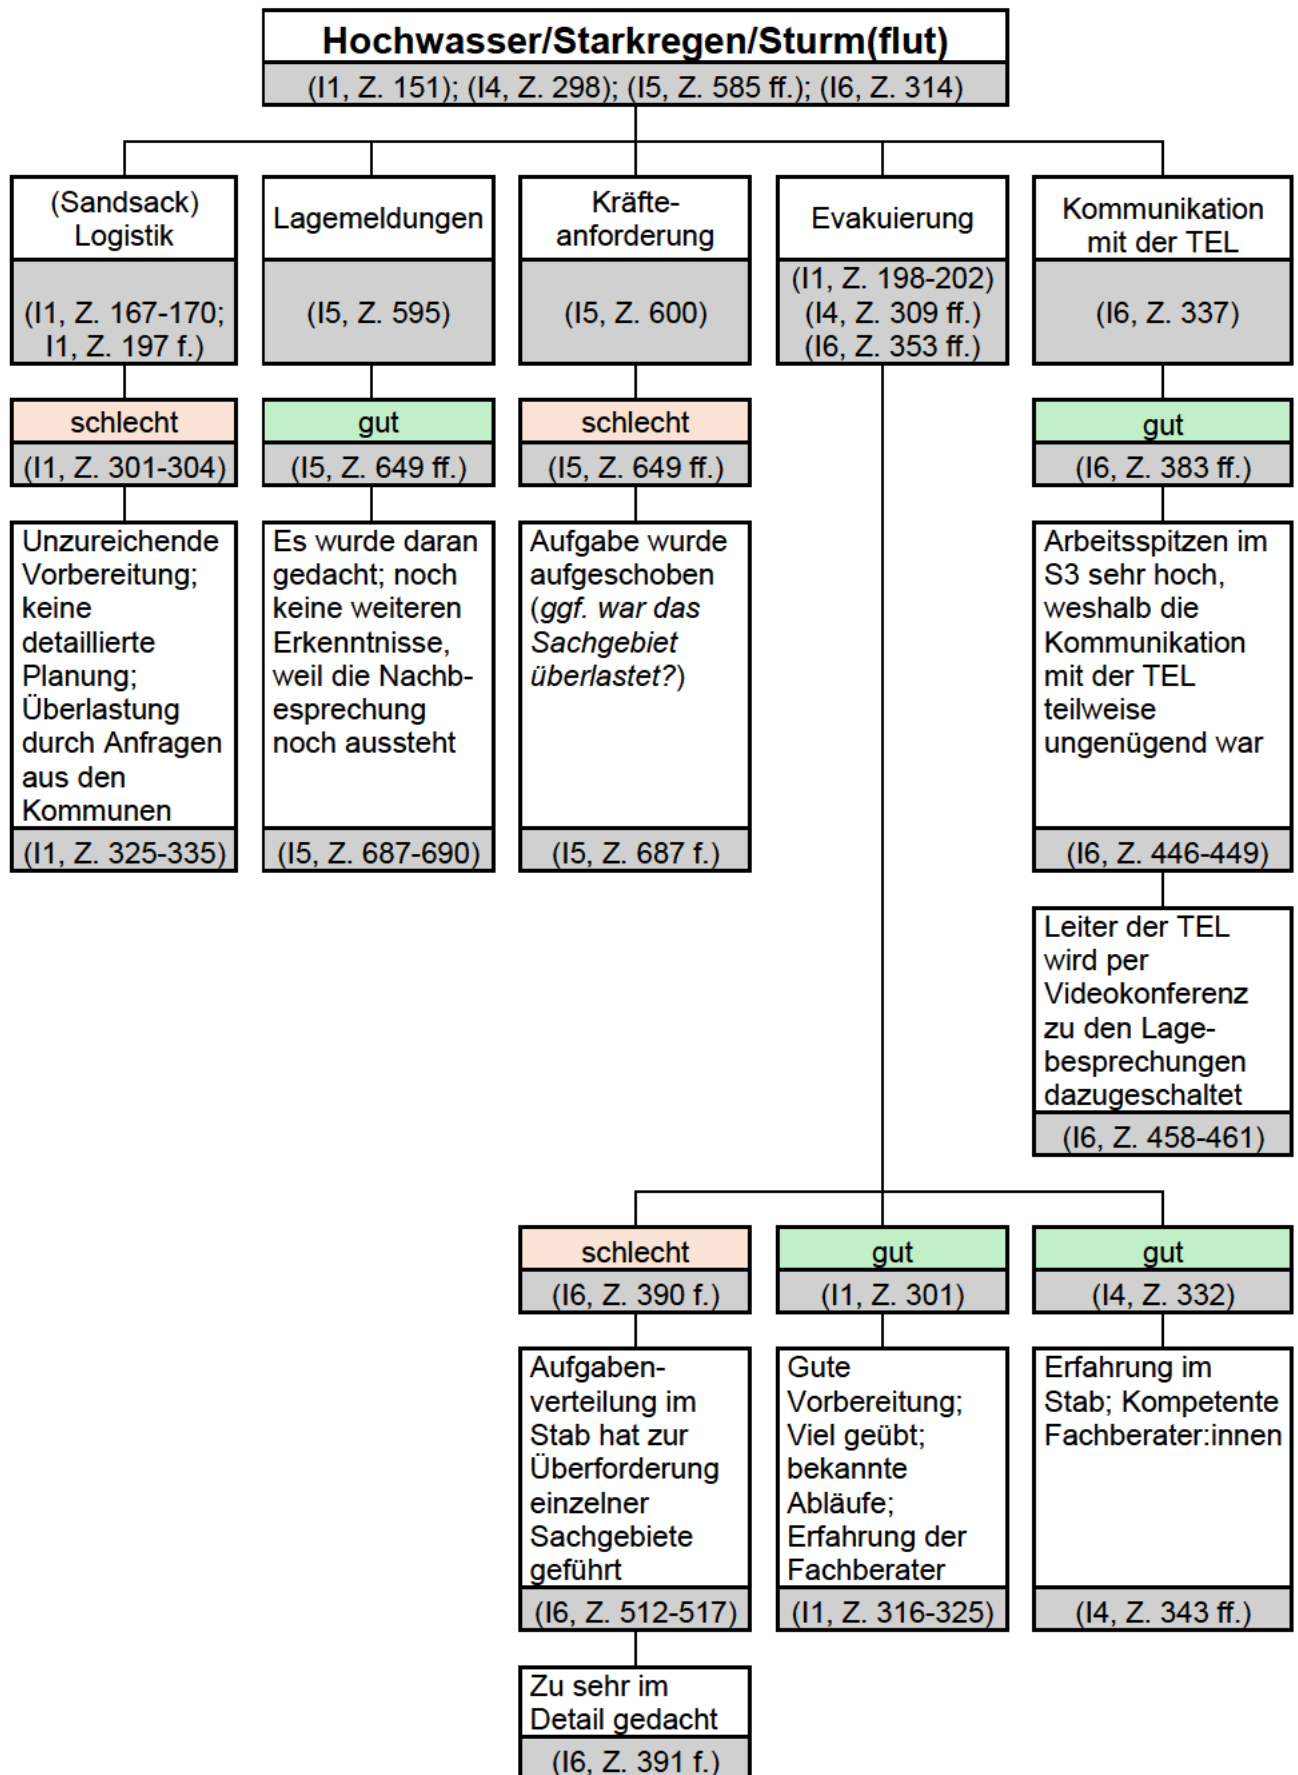 Hochwasser/Starkregen/Sturm(flut)
(I1, Z. 151); (I4, Z. 298); (I5, Z. 585 ff.); (I6, Z. 314)
(Sandsack)
Logistik
(I1, Z. 167-170;
I1, Z. 197 f.)
schlecht
(I1, Z. 301-304)
Unzureichende
Vorbereitung;
keine
detaillierte
Planung;
Überlastung
durch Anfragen
aus den
Kommunen
(I1, Z. 325-335)
Lagemeldungen
(I5, Z. 595)
gut
(I5, Z. 649 ff.)
Es wurde daran
gedacht; noch
keine weiteren
Erkenntnisse,
weil die Nachb-
esprechung
noch aussteht
(I5, Z. 687-690)
Kräfte-
anforderung
(I5, Z. 600)
schlecht
(I5, Z. 649 ff.)
Aufgabe wurde
aufgeschoben
(ggf. war das
Sachgebiet
überlastet?)
(I5, Z. 687 f.)
Evakuierung
(I1, Z. 198-202)
(I4, Z. 309 ff.)
(I6, Z. 353 ff.)
Kommunikation
mit der TEL
(I6, Z. 337)
gut
(I6, Z. 383 ff.)
Arbeitsspitzen im
S3 sehr hoch,
weshalb die
Kommunikation
mit der TEL
teilweise
ungenügend war
(I6, Z. 446-449)
Leiter der TEL
wird per
Videokonferenz
zu den Lage-
besprechungen
dazugeschaltet
(I6, Z. 458-461)
schlecht
(I6, Z. 390 f.)
Aufgaben-
verteilung im
Stab hat zur
Überforderung
einzelner
Sachgebiete
geführt
(I6, Z. 512-517)
Zu sehr im
Detail gedacht
(I6, Z. 391 f.)
gut
(I1, Z. 301)
Gute
Vorbereitung;
Viel geübt;
bekannte
Abläufe;
Erfahrung der
Fachberater
(I1, Z. 316-325)
gut
(I4, Z. 332)
Erfahrung im
Stab; Kompetente
Fachberater:innen
(I4, Z. 343 ff.)